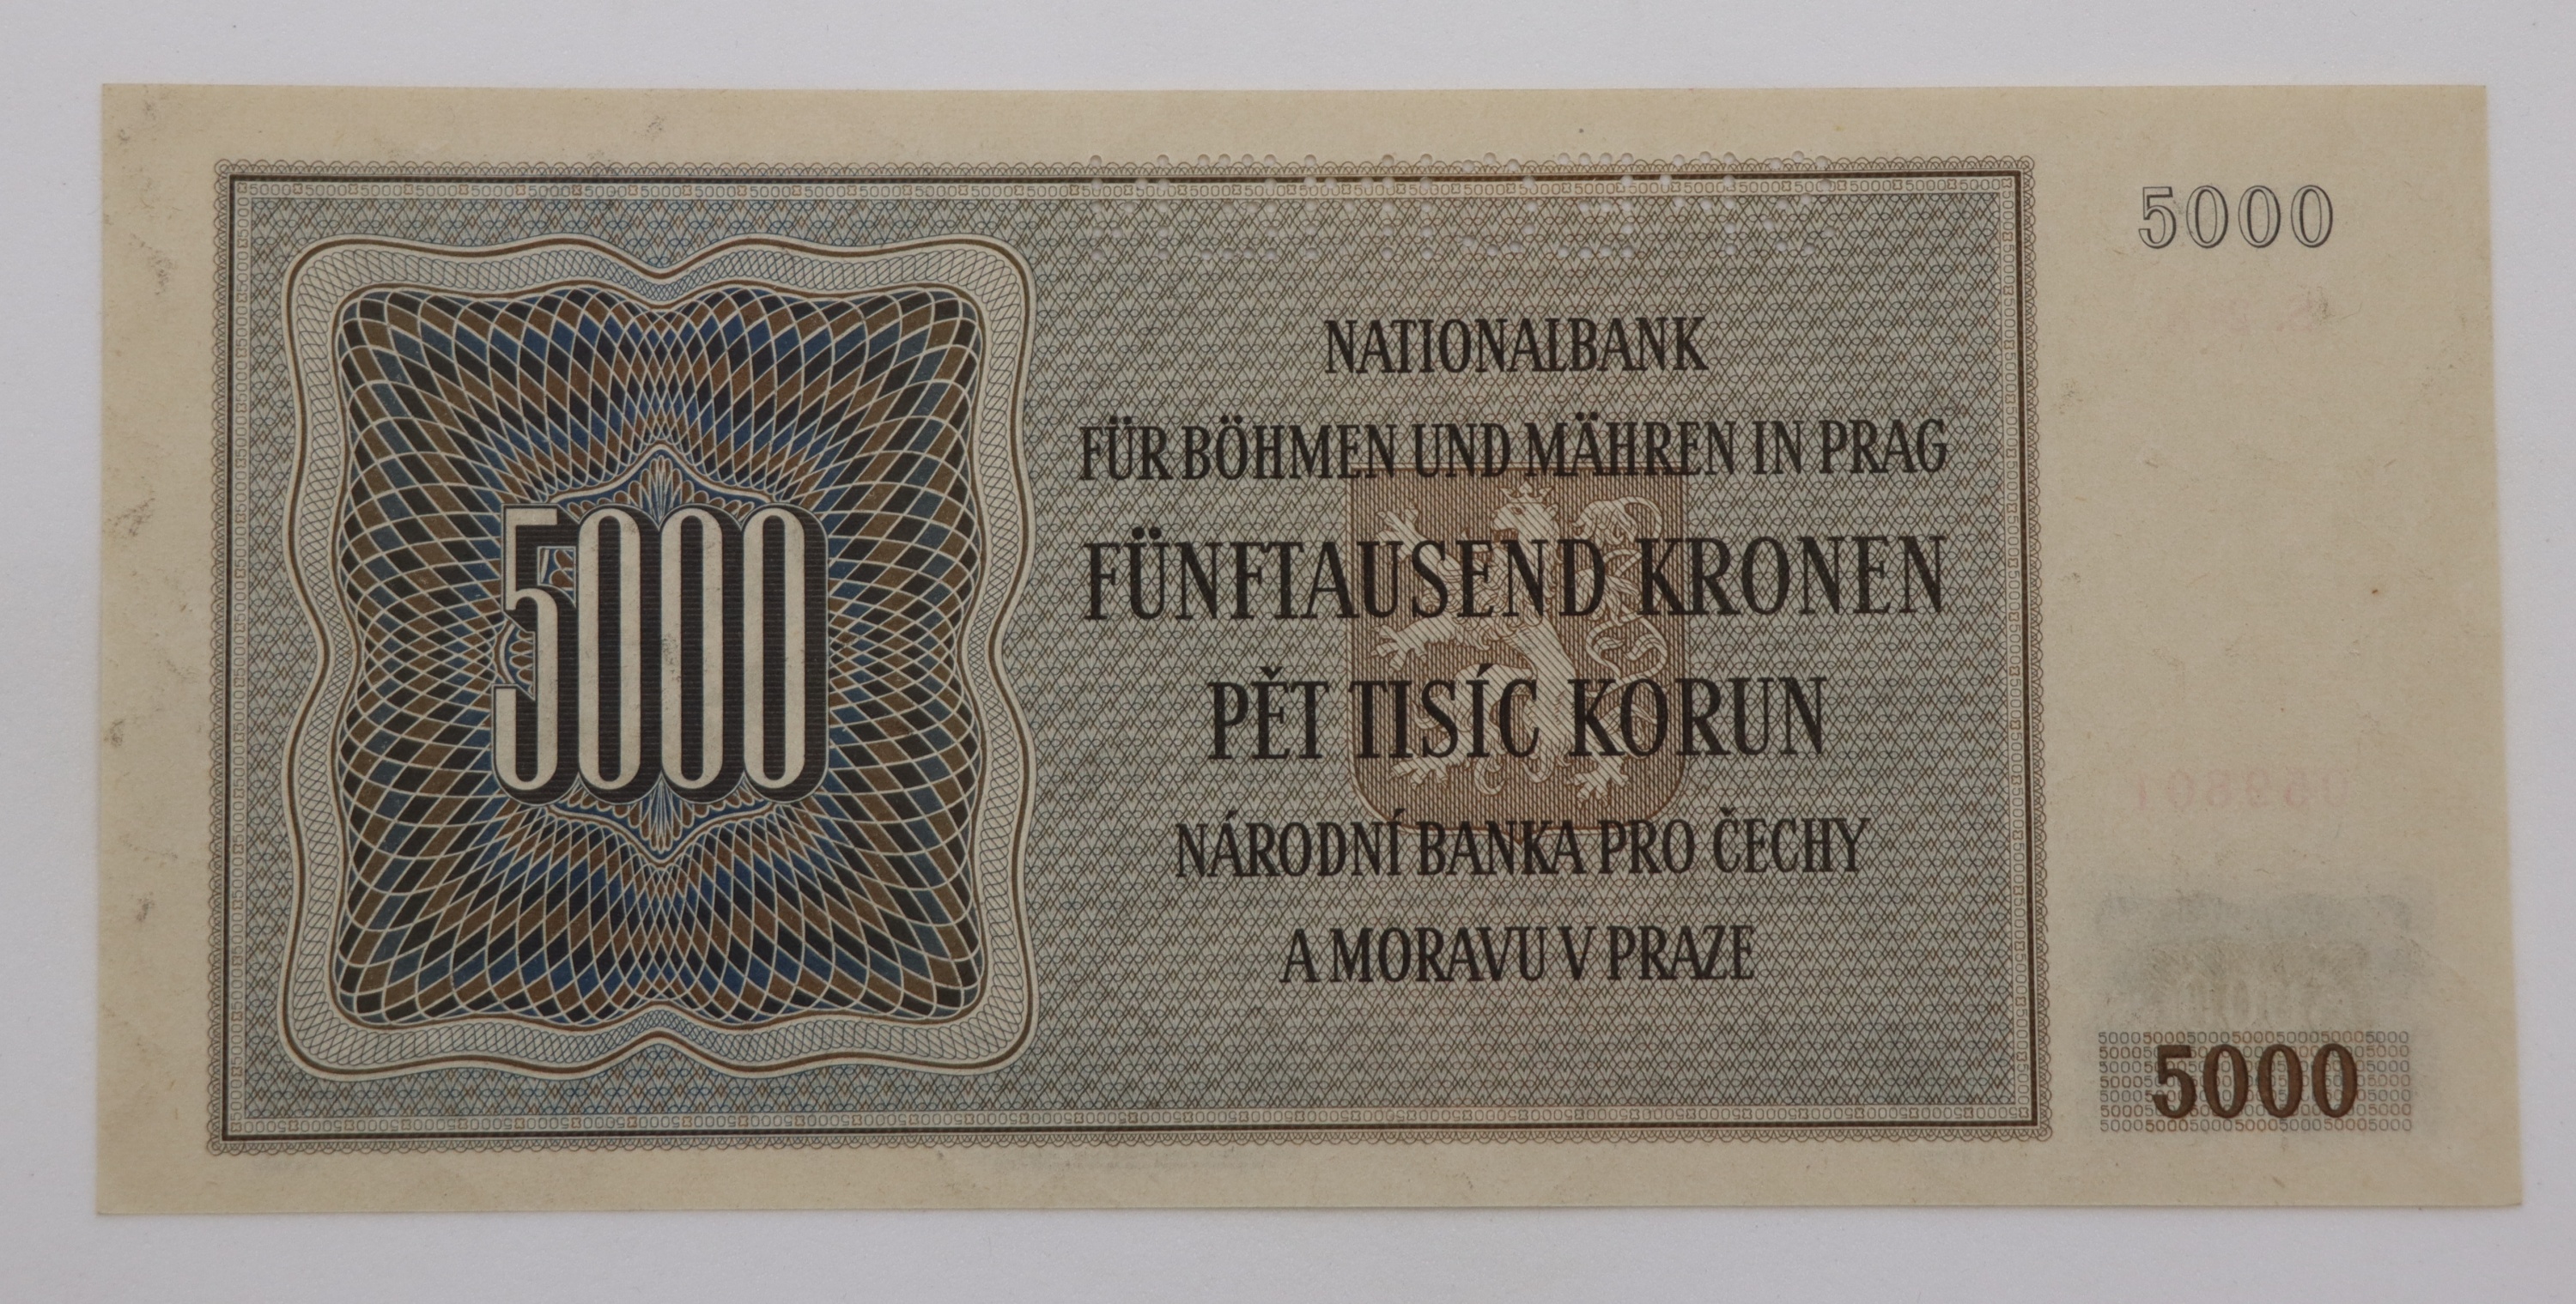 5000
NATIONALBANK
FÜR BÖHMEN UND MÄHREN IN PRAG
FÜNFTAUSEND KRONEN
PĚT TISÍC KORUN
NÁRODNÍ BANKA PRO ČECHY
A MORAVU V PRAZE
5000
5000